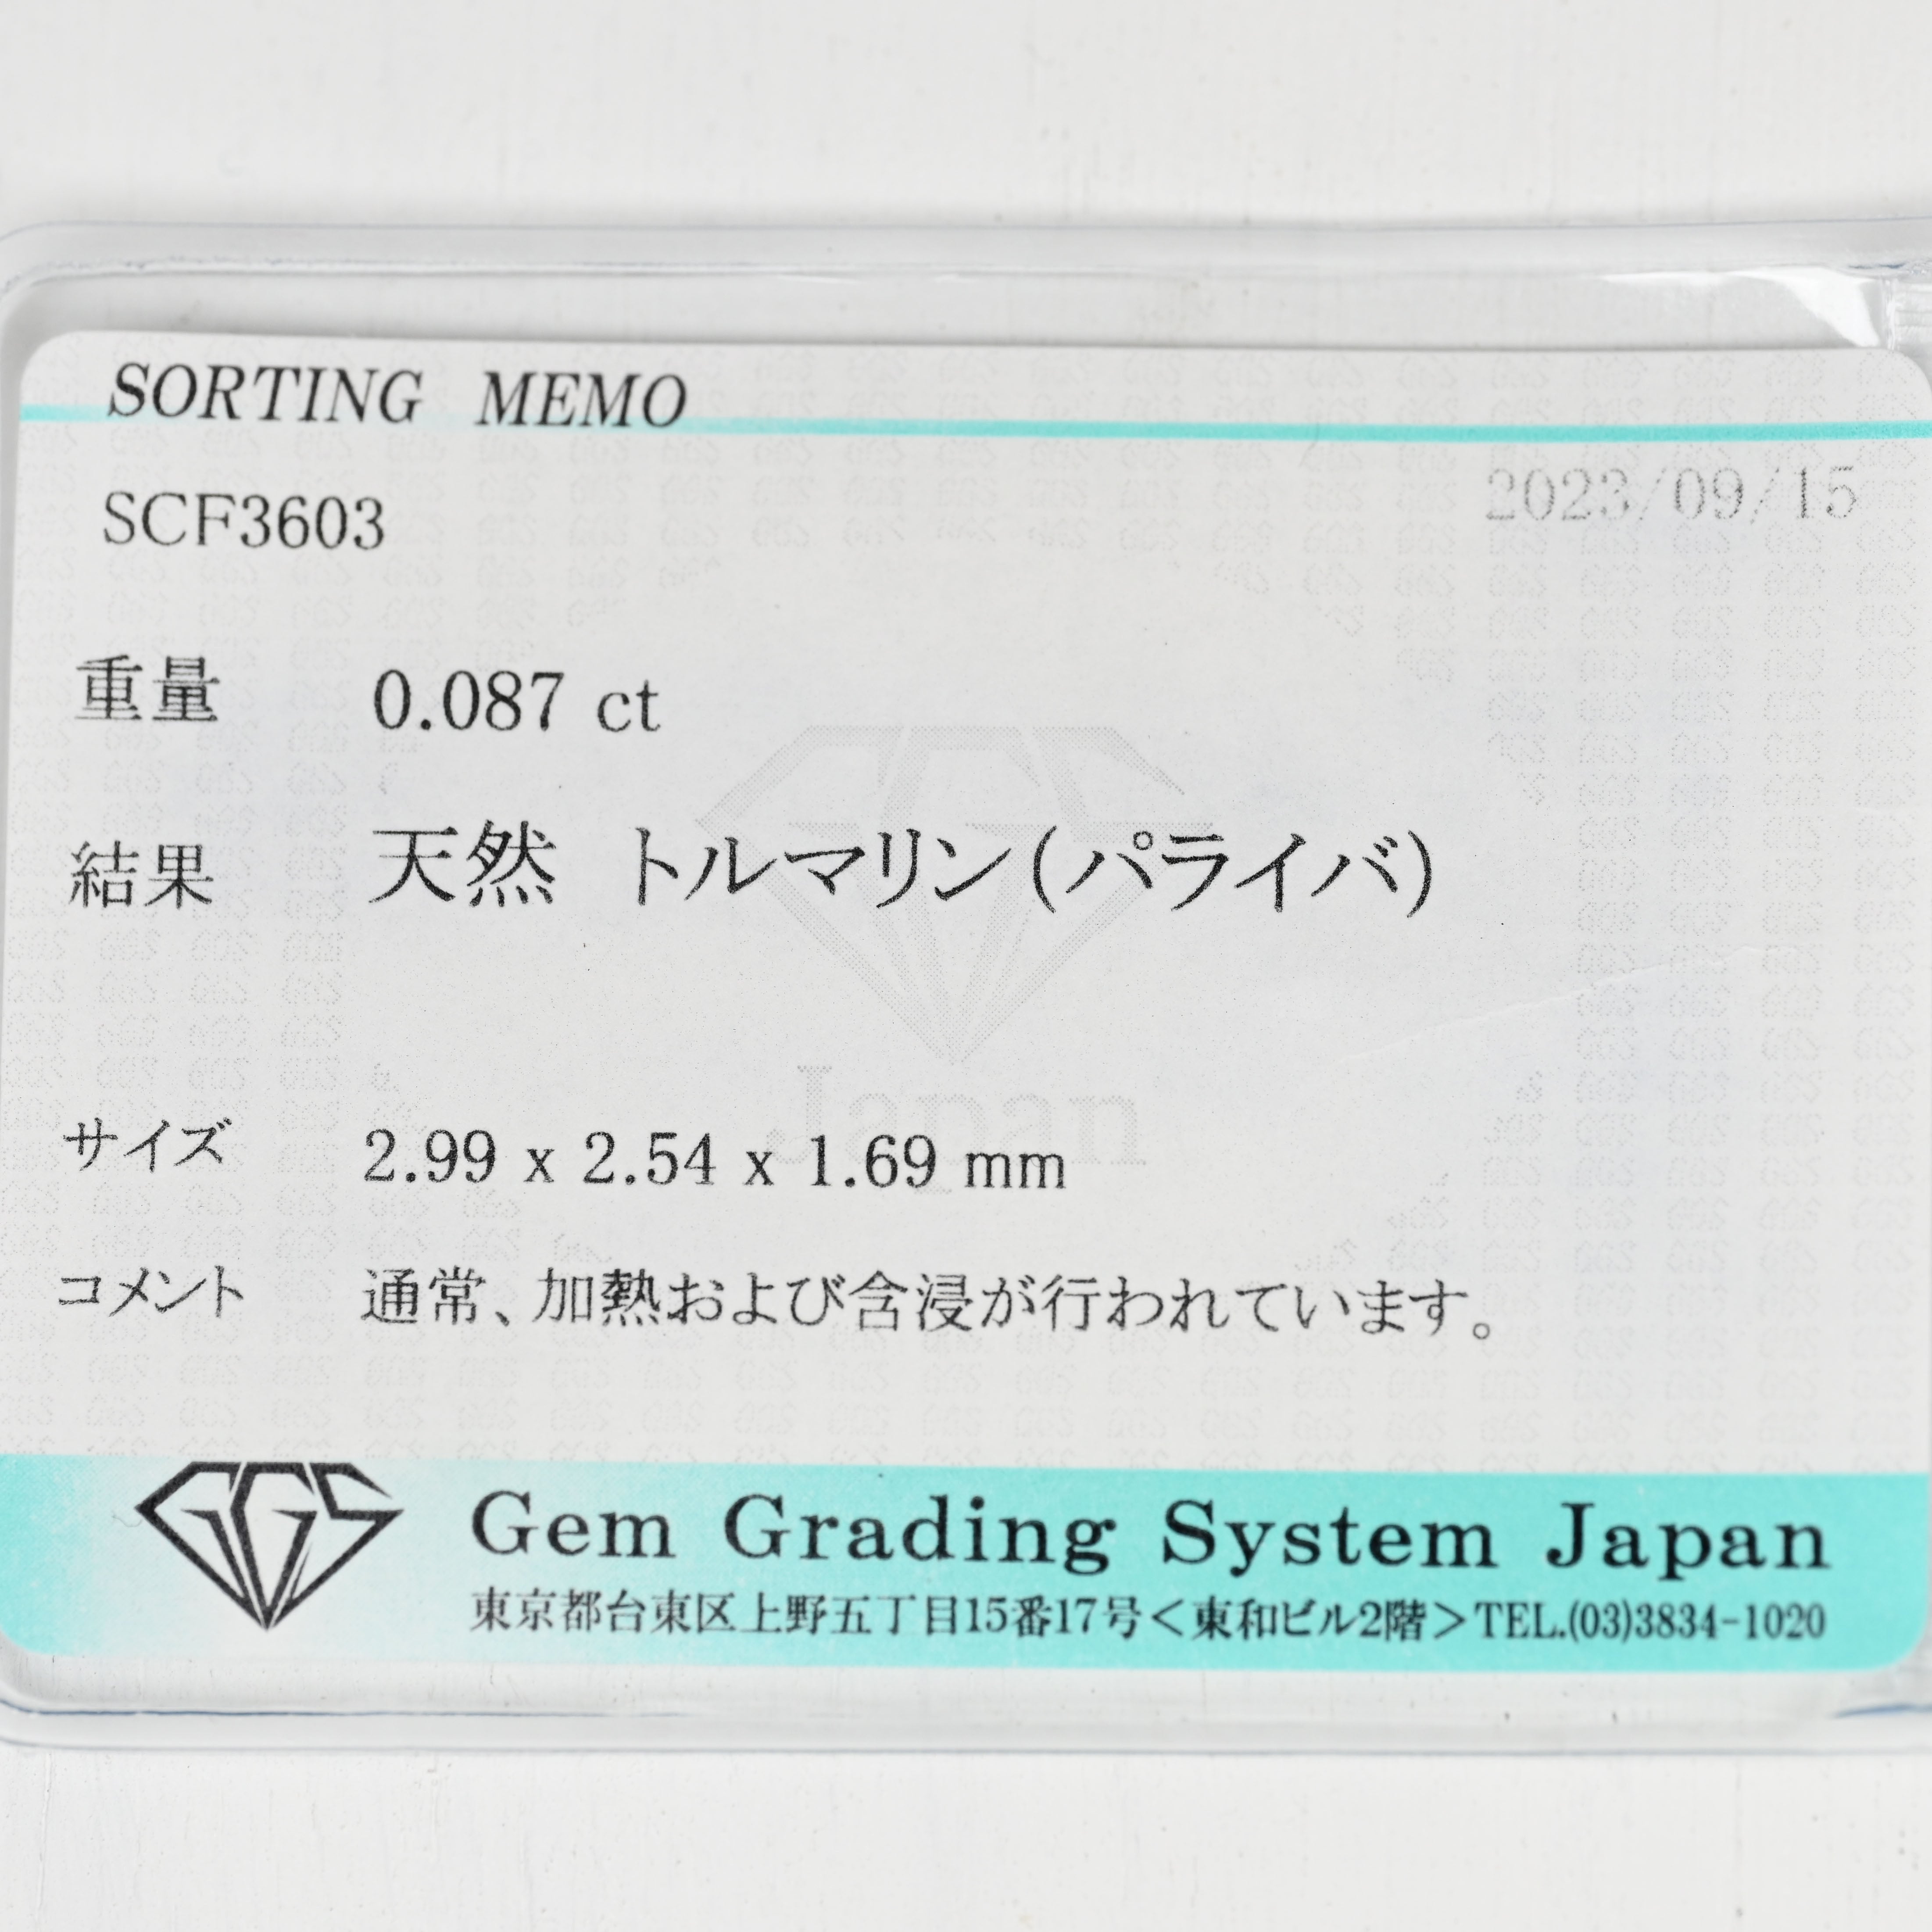 SORTING MEMO
SCF3603
2023/09/15
重量 0.087 ct
結果 天然 トルマリン(パライバ)
サイズ 2.99 x 2.54 x 1.69 mm
コメント 通常、加熱および含浸が行われています。
GGS
Japan
GGS Gem Grading System Japan
東京都台東区上野五丁目15番17号<東和ビル2階>TEL.(03)3834-1020